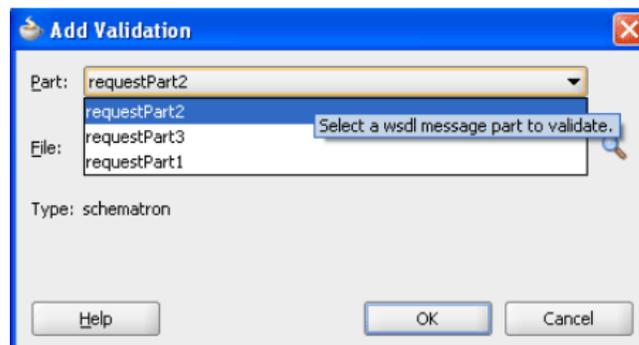 Add Validation
Part: requestPart2
requestPart2
Select a wsdl message part to validate.
requestPart3
File:
requestPart1
Type: schematron
Help OK Cancel